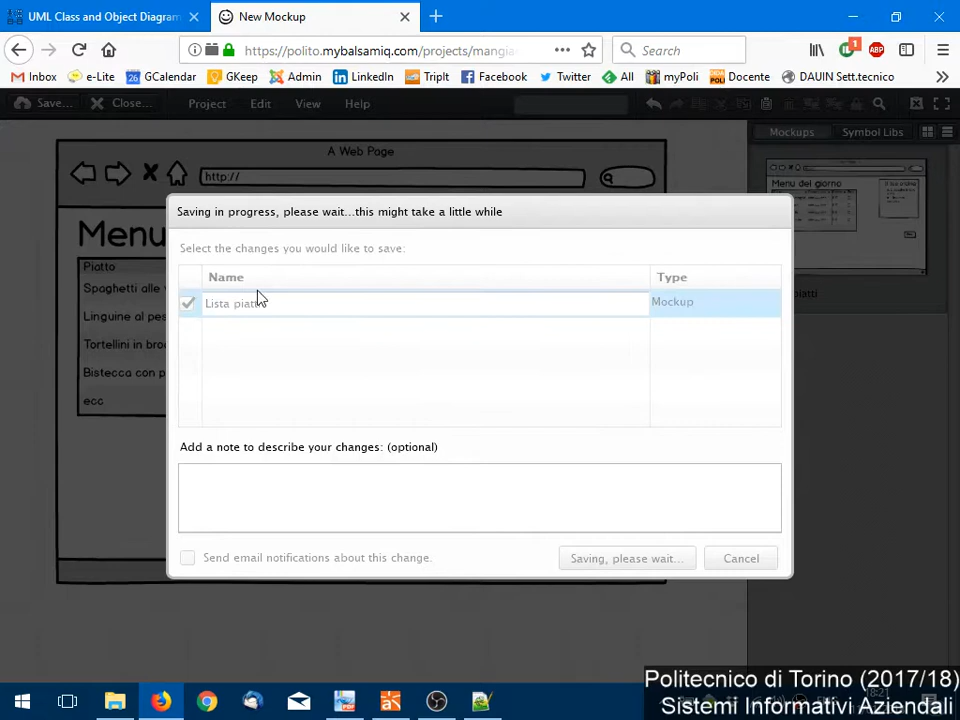 UML Class and Object Diagram
New Mockup
https://polito.mybalsamiq.com/projects/mangia
Search
1
Inbox
e-Lite
26 GCalendar
GKeep
Admin
LinkedIn
TripIt
Facebook
Twitter
All
myPoli
Docente
DAUIN Sett.tecnico
Save...
Close...
Project
Edit
View
Help
Mockups
Symbol Libs
A Web Page
http://
Menu del giorno
Menu
Saving in progress, please wait...this might take a little while
Select the changes you would like to save:
Name
Type
Piatto
Spaghetti alle
Linguine al pes
Tortellini in bro
Bistecca con p
ecc
Mockup
Add a note to describe your changes: (optional)
Send email notifications about this change.
Saving, please wait...
Cancel
Politecnico di Torino (2017/18)
18:21
Sistemi Informativi Aziendali